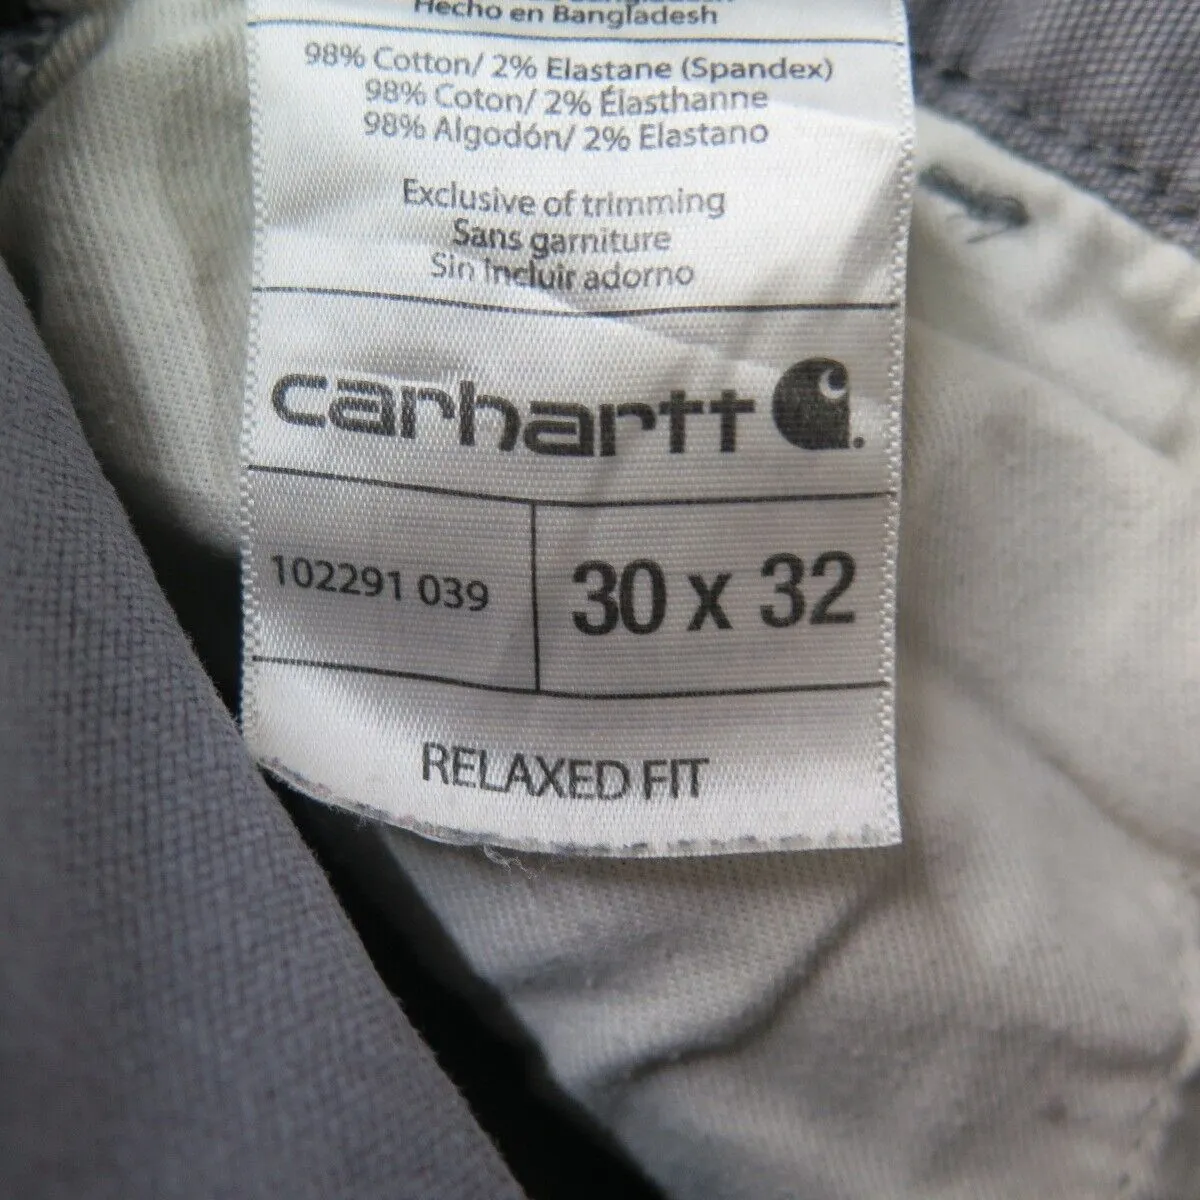 Hecho en Bangladesh
98% Cotton/ 2% Elastane (Spandex)
98% Coton/ 2% Élasthanne
98% Algodón/ 2% Elastano
Exclusive of trimming
Sans garniture
Sin incluir adorno
carhartt
102291 039
30 x 32
RELAXED FIT